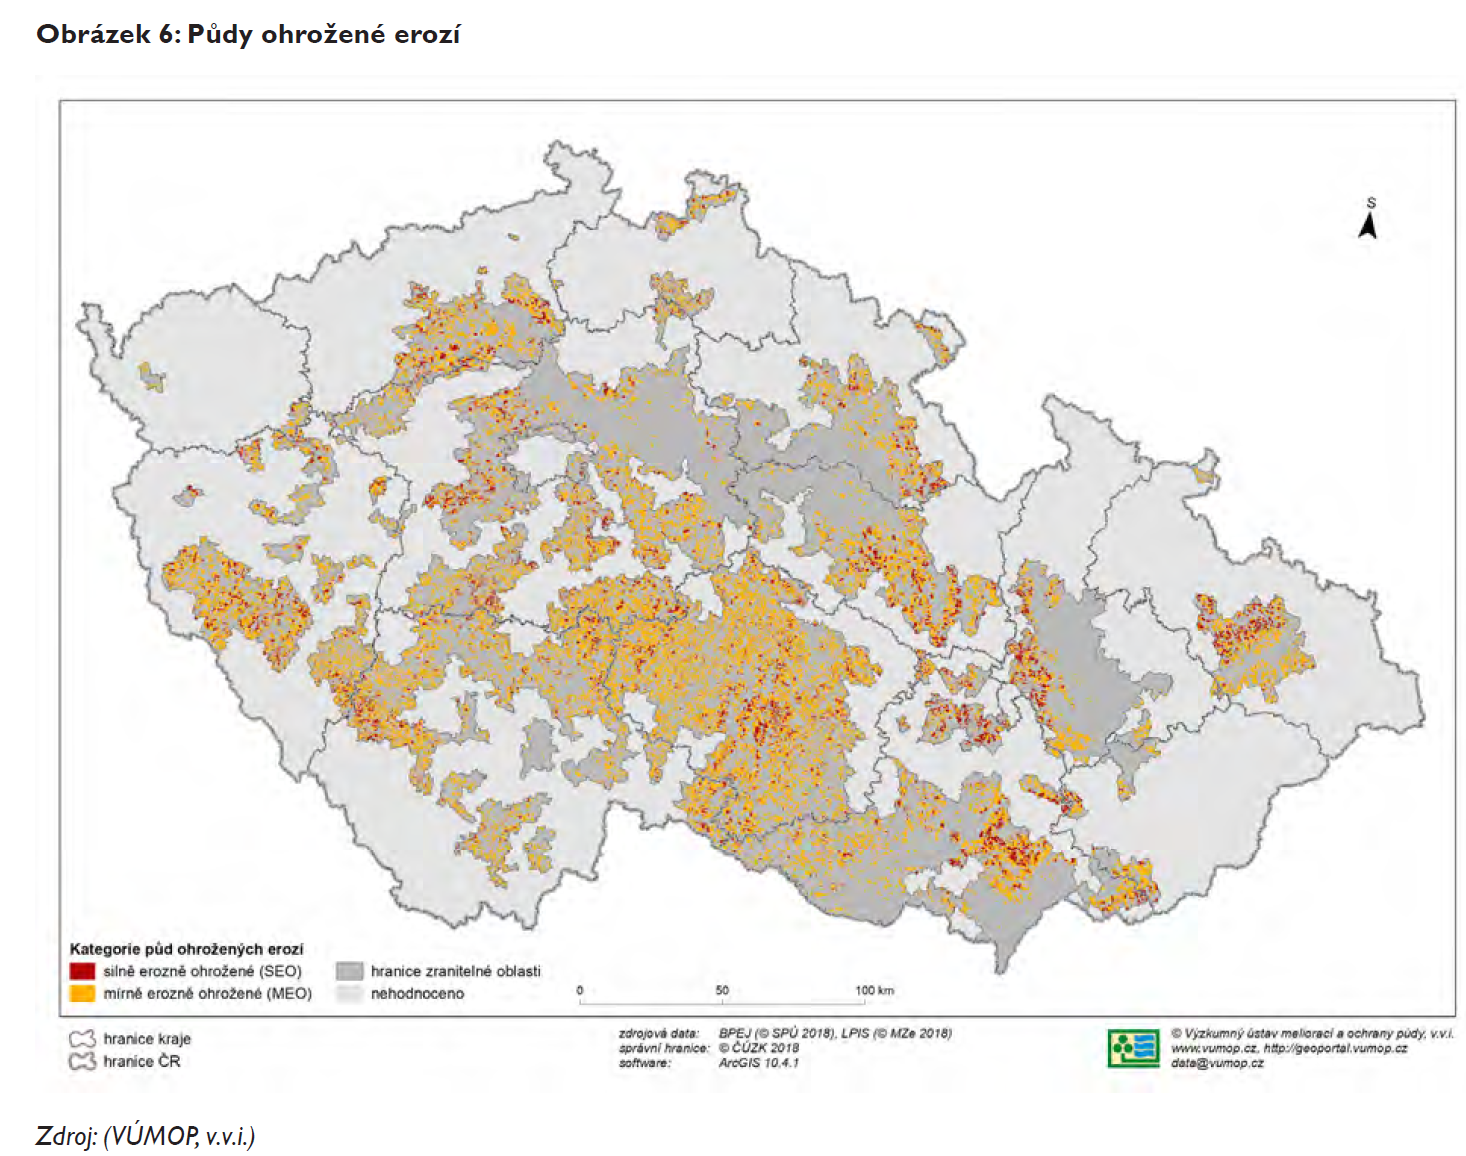 Obrázek 6: Půdy ohrožené erozí
S
Kategorie půd ohrožených erozí
silně erozně ohrožené (SEO)
mírně erozně ohrožené (MEO)
hranice zranitelné oblasti
nehodnoceno
0 50 100 km
hranice kraje
hranice ČR
zdrojová data: BPEJ (© SPÚ 2018), LPIS (© MZe 2018)
správní hranice: © ČÚZK 2018
software: ArcGIS 10.4.1
© Výzkumný ústav meliorací a ochrany půdy, v.v.i.
www.vumop.cz, http://geoportal.vumop.cz
data@vumop.cz
Zdroj: (VÚMOP, v.v.i.)